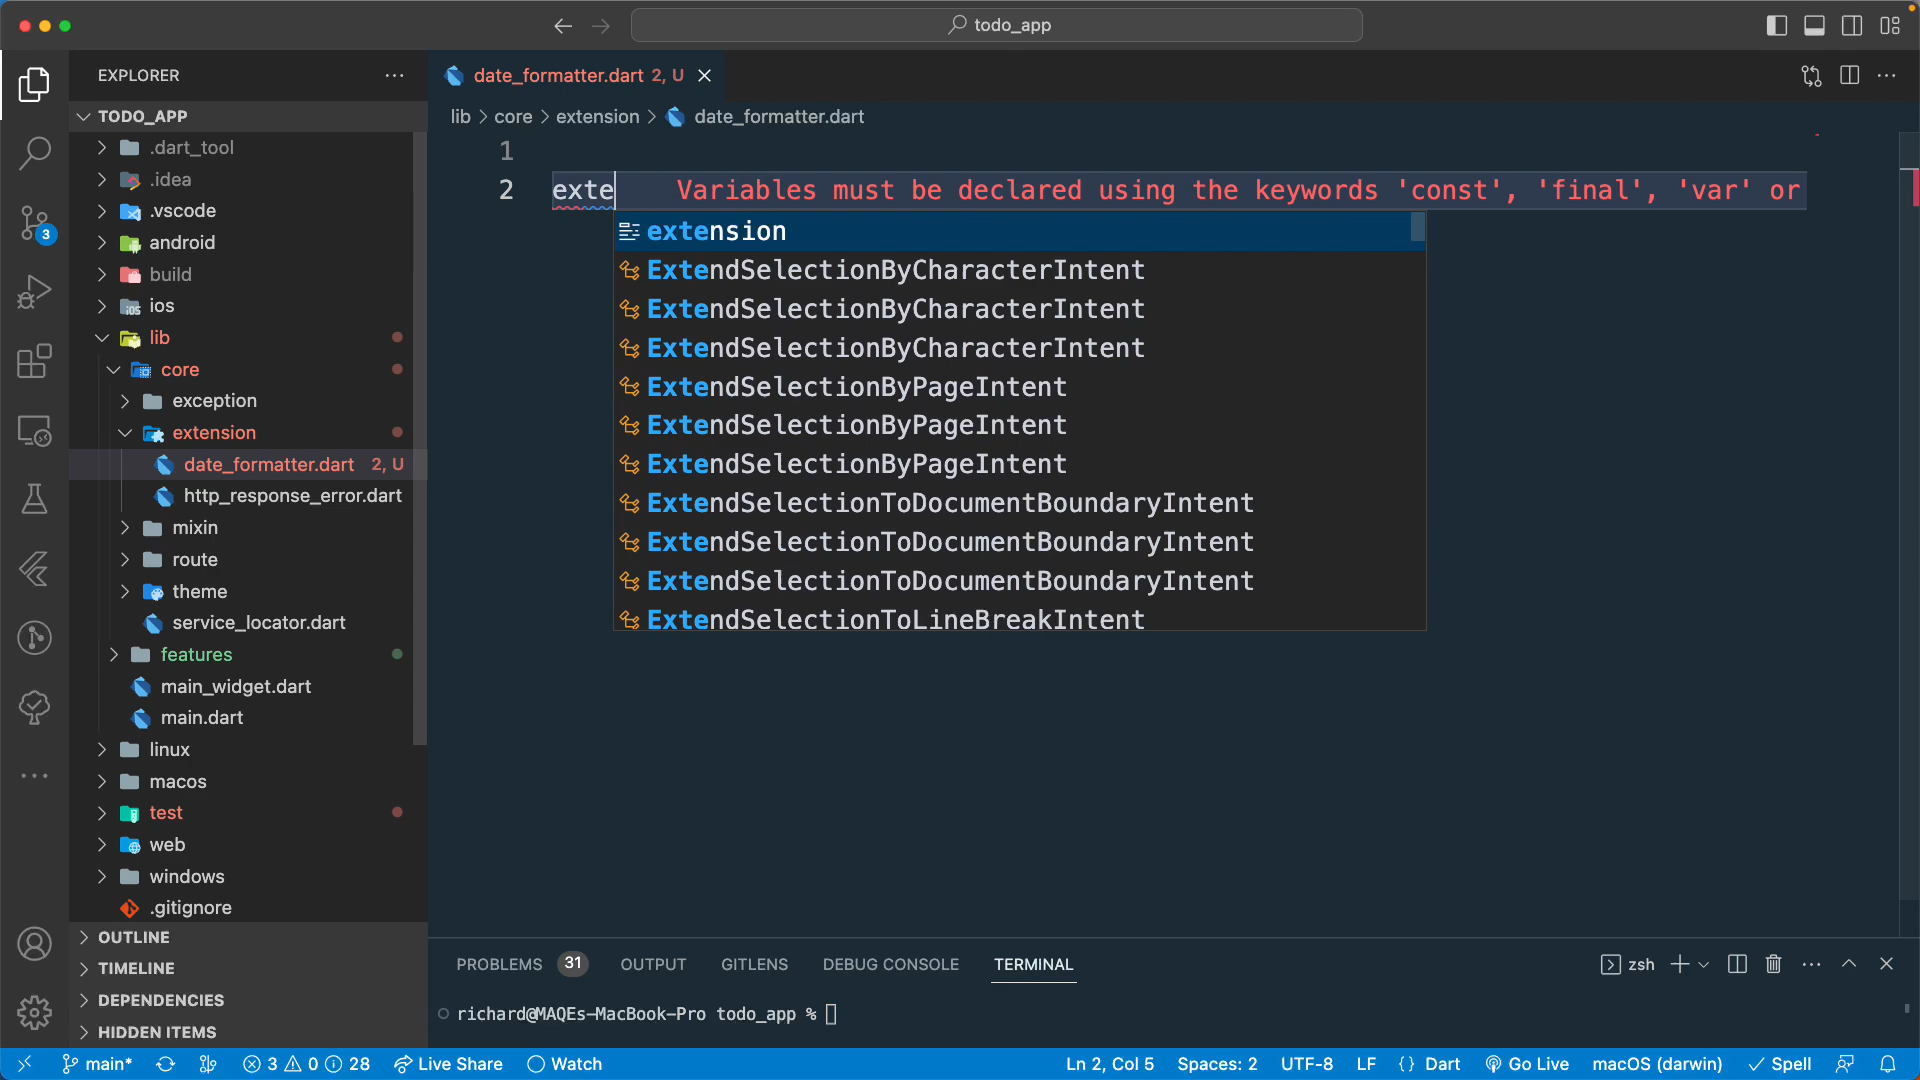 todo_app
EXPLORER
TODO_APP
.dart_tool
.idea
.vscode
android
build
ios
lib
core
exception
extension
date_formatter.dart 2, U
http_response_error.dart
mixin
route
theme
service_locator.dart
features
main_widget.dart
main.dart
linux
macos
test
web
windows
.gitignore
OUTLINE
TIMELINE
DEPENDENCIES
HIDDEN ITEMS
3
date_formatter.dart 2, U
lib > core > extension > date_formatter.dart
1
2 exte Variables must be declared using the keywords 'const', 'final', 'var' or
extension
ExtendSelectionByCharacterIntent
ExtendSelectionByCharacterIntent
ExtendSelectionByCharacterIntent
ExtendSelectionByPageIntent
ExtendSelectionByPageIntent
ExtendSelectionByPageIntent
ExtendSelectionToDocumentBoundaryIntent
ExtendSelectionToDocumentBoundaryIntent
ExtendSelectionToDocumentBoundaryIntent
ExtendSelectionToLineBreakIntent
PROBLEMS 31 OUTPUT GITLENS DEBUG CONSOLE TERMINAL zsh
richard@MAQEs-MacBook-Pro todo_app %
main* 3 0 28 Live Share Watch Ln 2, Col 5 Spaces: 2 UTF-8 LF {} Dart Go Live macOS (darwin) Spell